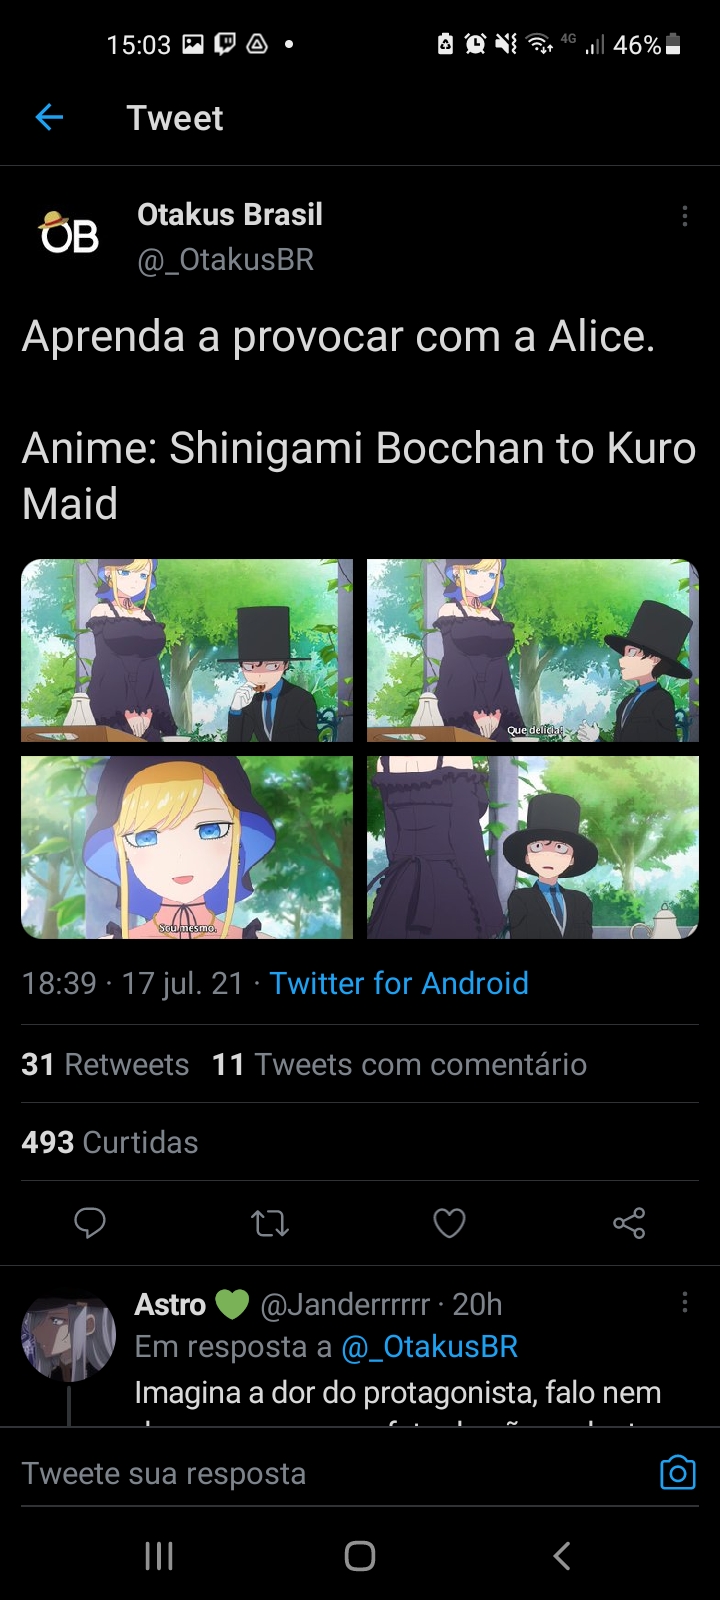 15:03 4G 46%
Tweet
OB
Otakus Brasil
@_OtakusBR
Aprenda a provocar com a Alice.
Anime: Shinigami Bocchan to Kuro
Maid
Que delícia!
Sou mesmo.
18:39 · 17 jul. 21 · Twitter for Android
31 Retweets 11 Tweets com comentário
493 Curtidas
Astro 💚 @Janderrrrrr · 20h
Em resposta a @_OtakusBR
Imagina a dor do protagonista, falo nem
Tweete sua resposta